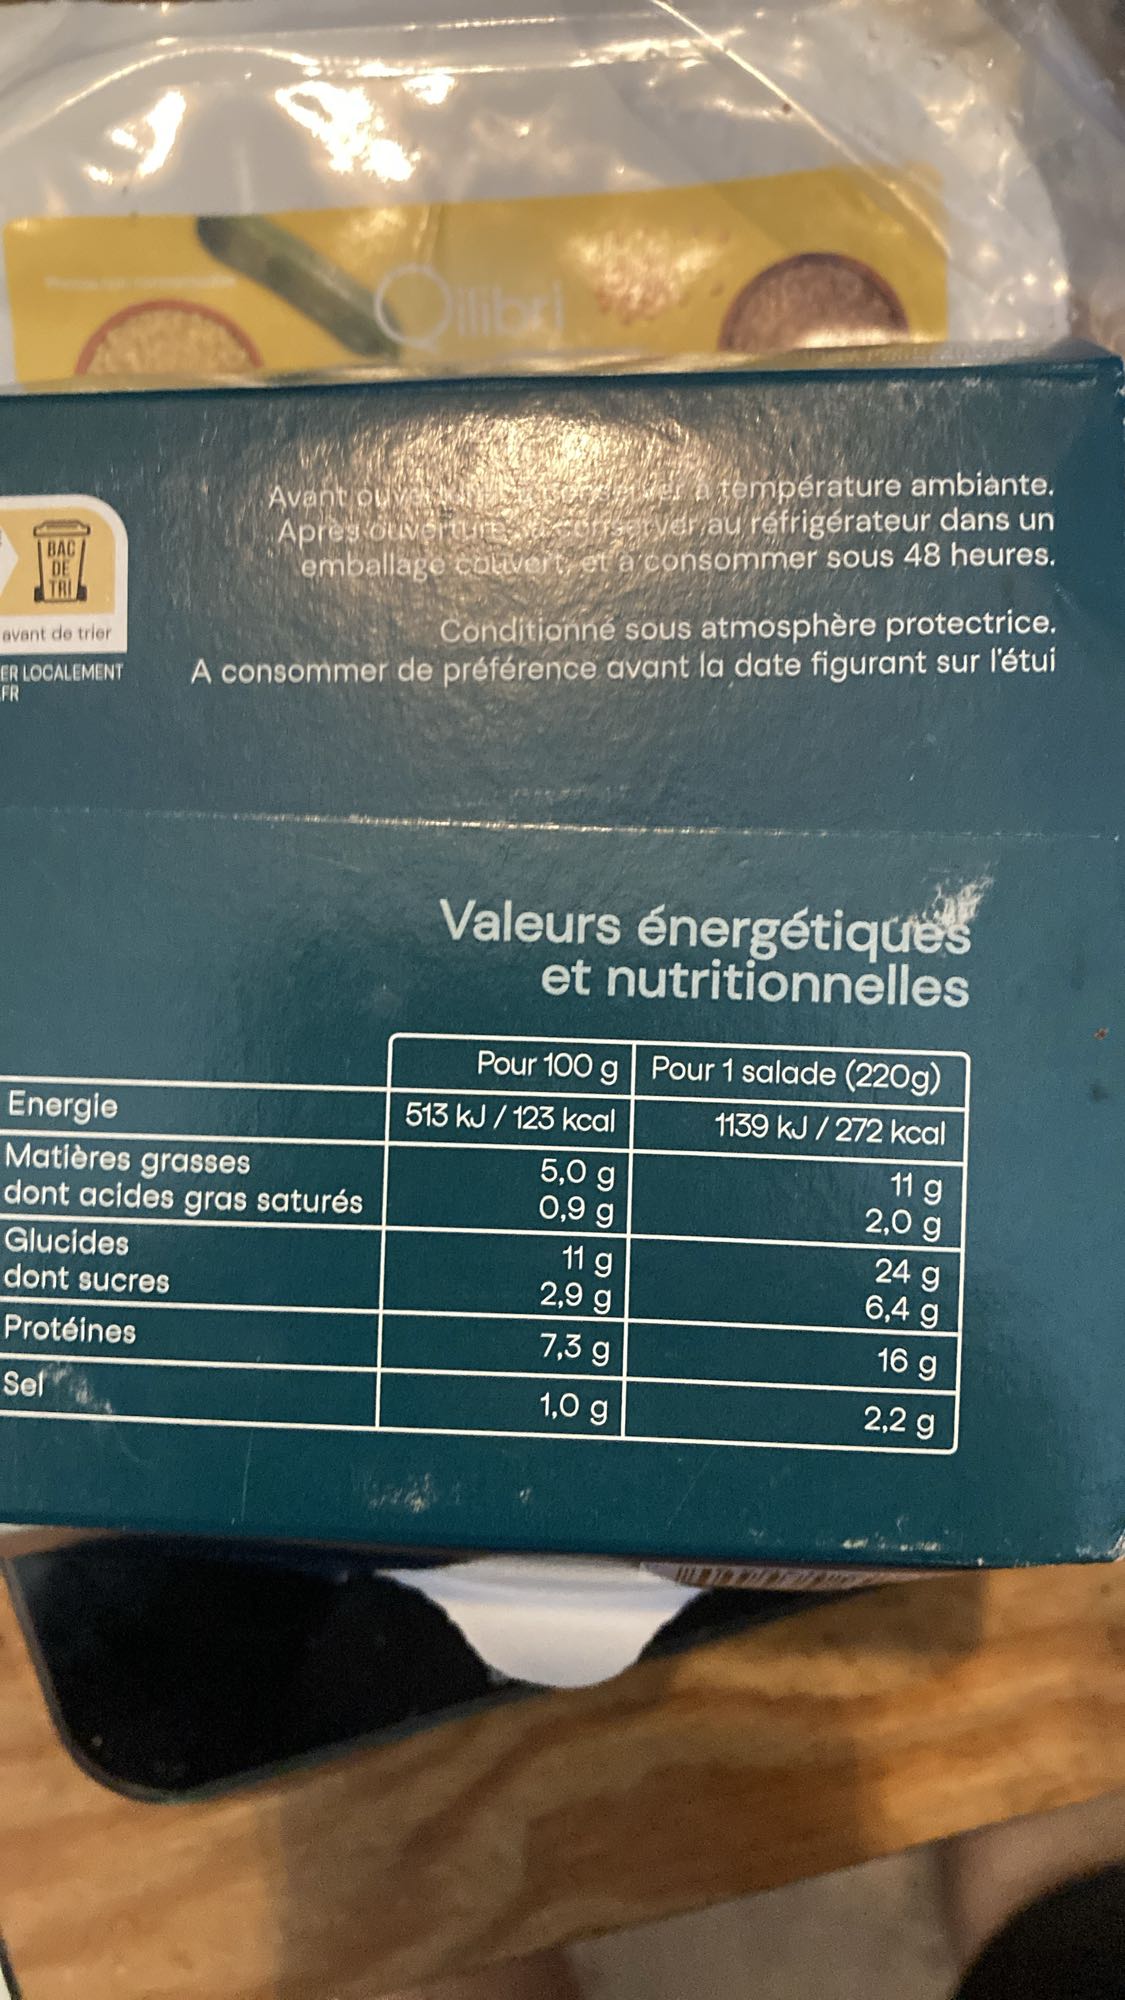 Qilibri
Avant ouverture, à conserver à température ambiante.
Après ouverture, à conserver au réfrigérateur dans un
emballage couvert, et à consommer sous 48 heures.
Conditionné sous atmosphère protectrice.
A consommer de préférence avant la date figurant sur l'étui
BAC
DE
TRI
avant de trier
ER LOCALEMENT
.FR
Valeurs énergétiques
et nutritionnelles
Pour 100 g Pour 1 salade (220g)
Energie 513 kJ / 123 kcal 1139 kJ / 272 kcal
Matières grasses 5,0 g 11 g
dont acides gras saturés 0,9 g 2,0 g
Glucides 11 g 24 g
dont sucres 2,9 g 6,4 g
Protéines 7,3 g 16 g
Sel 1,0 g 2,2 g